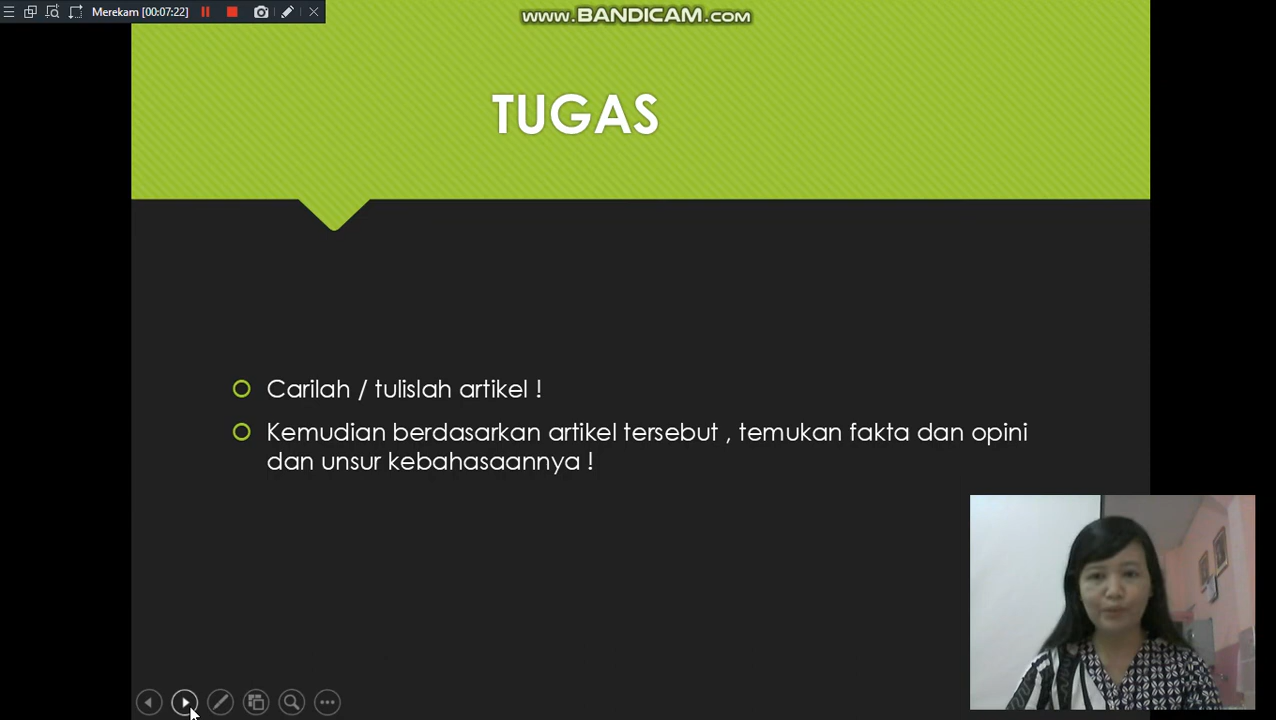 Merekam [00:07:22]
www.BANDICAM.COM
TUGAS
Carilah / tulislah artikel !
Kemudian berdasarkan artikel tersebut , temukan fakta dan opini
dan unsur kebahasaannya !